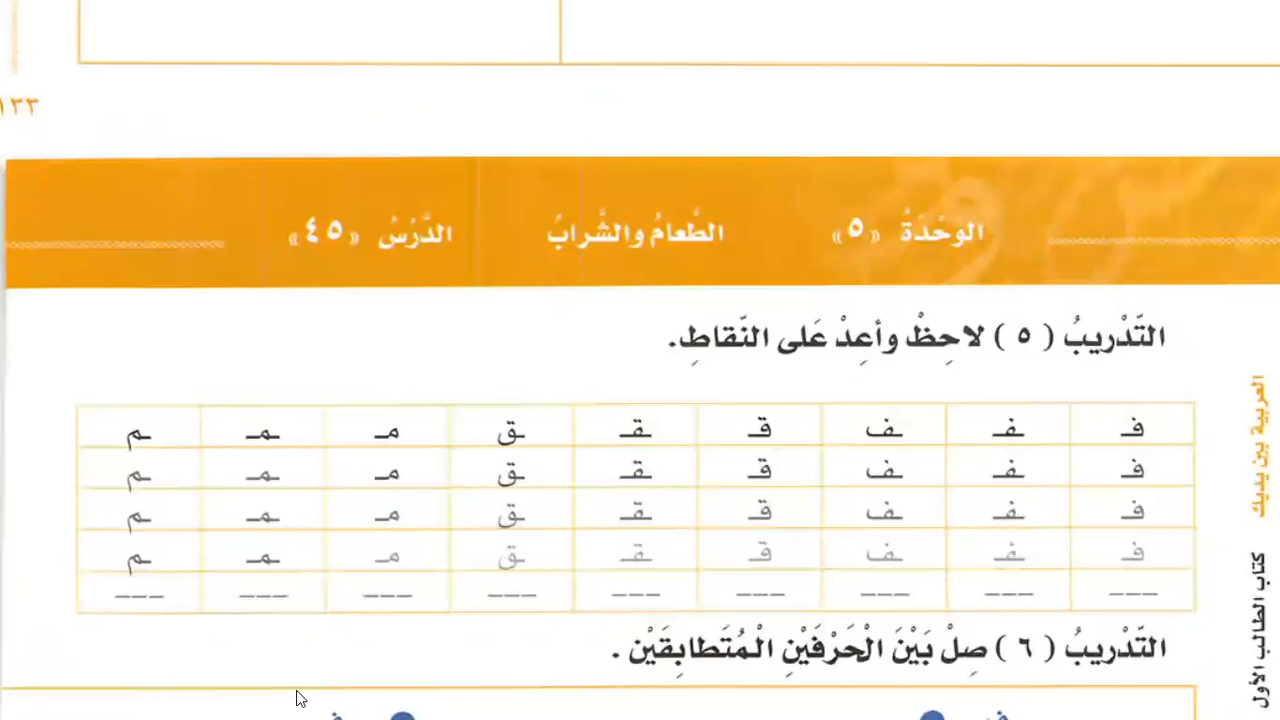 ١٣٣
الوَحْدَةُ «٥» الطَّعامُ والشَّرابُ الدَّرْسُ «٤٥»
التّدْريبُ ( ٥ ) لاحِظْ وأعِدْ عَلى النّقاطِ.
فـ ـفـ ـف قـ ـقـ ـق مـ ـمـ ـم
فـ ـفـ ـف قـ ـقـ ـق مـ ـمـ ـم
فـ ـفـ ـف قـ ـقـ ـق مـ ـمـ ـم
فـ ـفـ ـف قـ ـقـ ـق مـ ـمـ ـم
--- --- --- --- --- --- --- --- ---
التّدْريبُ ( ٦ ) صِلْ بَيْنَ الْحَرْفَيْنِ الْمُتَطابِقَيْن .
العربية بين يديك كتاب الطالب الأول